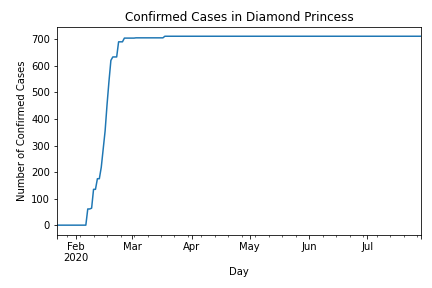 Confirmed Cases in Diamond Princess
Number of Confirmed Cases
700
600
500
400
300
200
100
0
Feb Mar Apr May Jun Jul
2020
Day